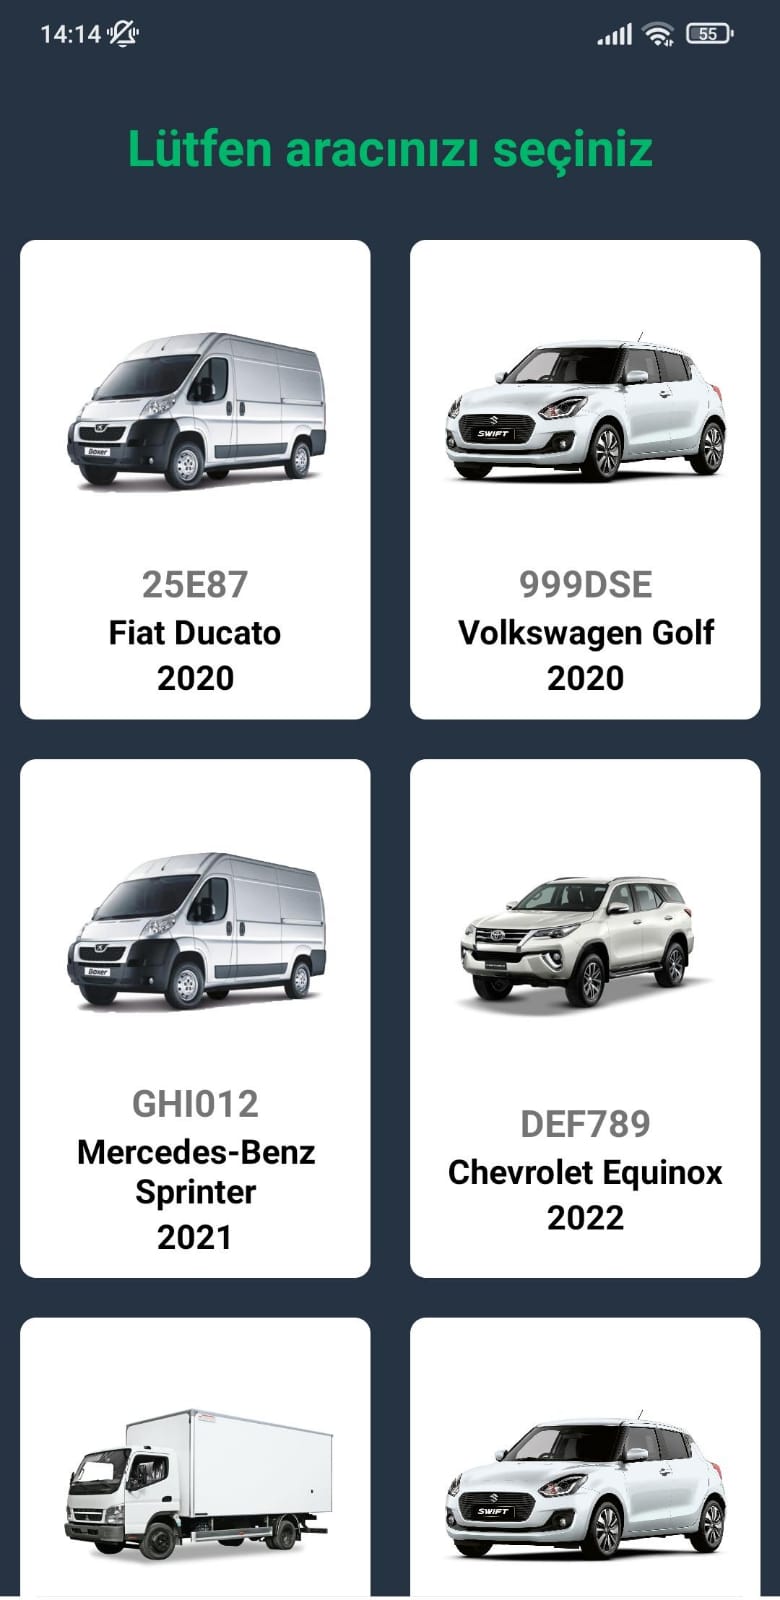 14:14
55
Lütfen aracınızı seçiniz
Boxer
25E87
Fiat Ducato
2020
SWIFT
999DSE
Volkswagen Golf
2020
Boxer
GHI012
Mercedes-Benz
Sprinter
2021
DEF789
Chevrolet Equinox
2022
SWIFT